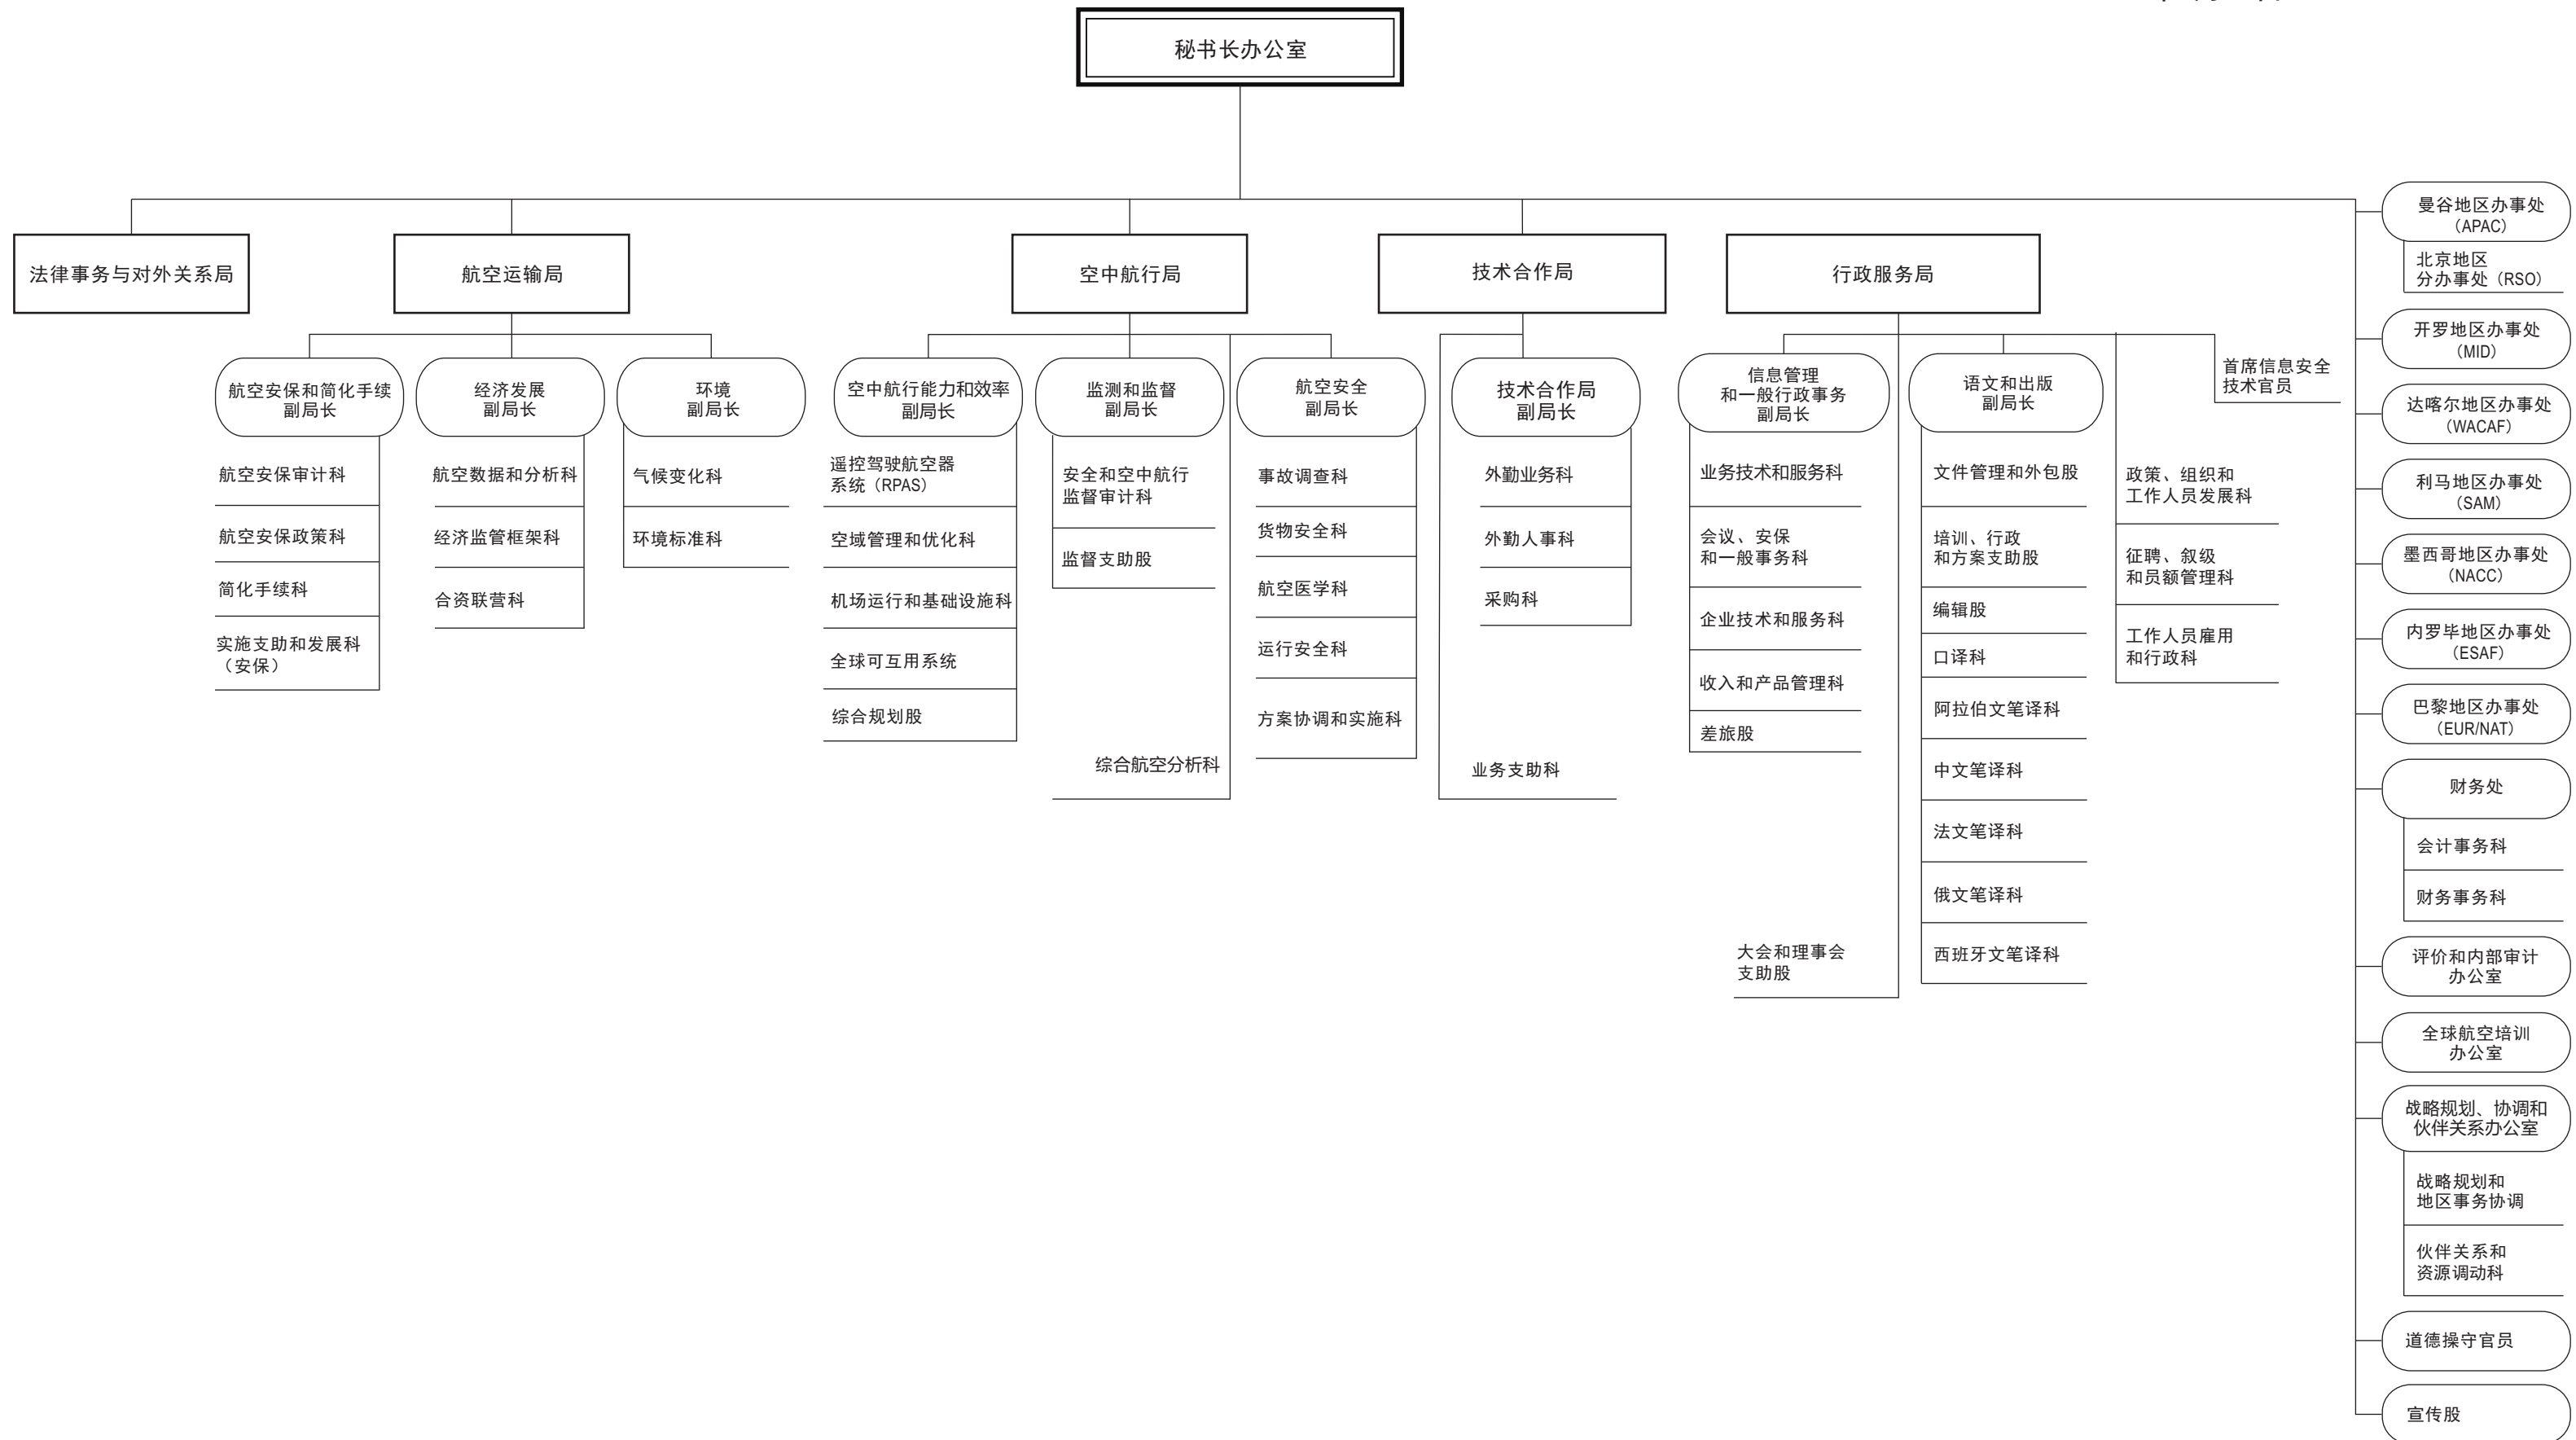 秘书长办公室
法律事务与对外关系局
航空运输局
空中航行局
技术合作局
行政服务局
航空安保和简化手续
副局长
航空安保审计科
航空安保政策科
简化手续科
实施支助和发展科
（安保）
经济发展
副局长
航空数据和分析科
经济监管框架科
合资联营科
环境
副局长
气候变化科
环境标准科
空中航行能力和效率
副局长
遥控驾驶航空器
系统（RPAS）
空域管理和优化科
机场运行和基础设施科
全球可互用系统
综合规划股
监测和监督
副局长
安全和空中航行
监督审计科
监督支助股
综合航空分析科
航空安全
副局长
事故调查科
货物安全科
航空医学科
运行安全科
方案协调和实施科
技术合作局
副局长
外勤业务科
外勤人事科
采购科
业务支助科
信息管理
和一般行政事务
副局长
业务技术和服务科
会议、安保
和一般事务科
企业技术和服务科
收入和产品管理科
差旅股
大会和理事会
支助股
语文和出版
副局长
文件管理和外包股
培训、行政
和方案支助股
编辑股
口译科
阿拉伯文笔译科
中文笔译科
法文笔译科
俄文笔译科
西班牙文笔译科
政策、组织和
工作人员发展科
征聘、叙级
和员额管理科
工作人员雇用
和行政科
首席信息安全
技术官员
曼谷地区办事处
（APAC）
北京地区
分办事处（RSO）
开罗地区办事处
（MID）
达喀尔地区办事处
（WACAF）
利马地区办事处
（SAM）
墨西哥地区办事处
（NACC）
内罗毕地区办事处
（ESAF）
巴黎地区办事处
（EUR/NAT）
财务处
会计事务科
财务事务科
评价和内部审计
办公室
全球航空培训
办公室
战略规划、协调和
伙伴关系办公室
战略规划和
地区事务协调
伙伴关系和
资源调动科
道德操守官员
宣传股